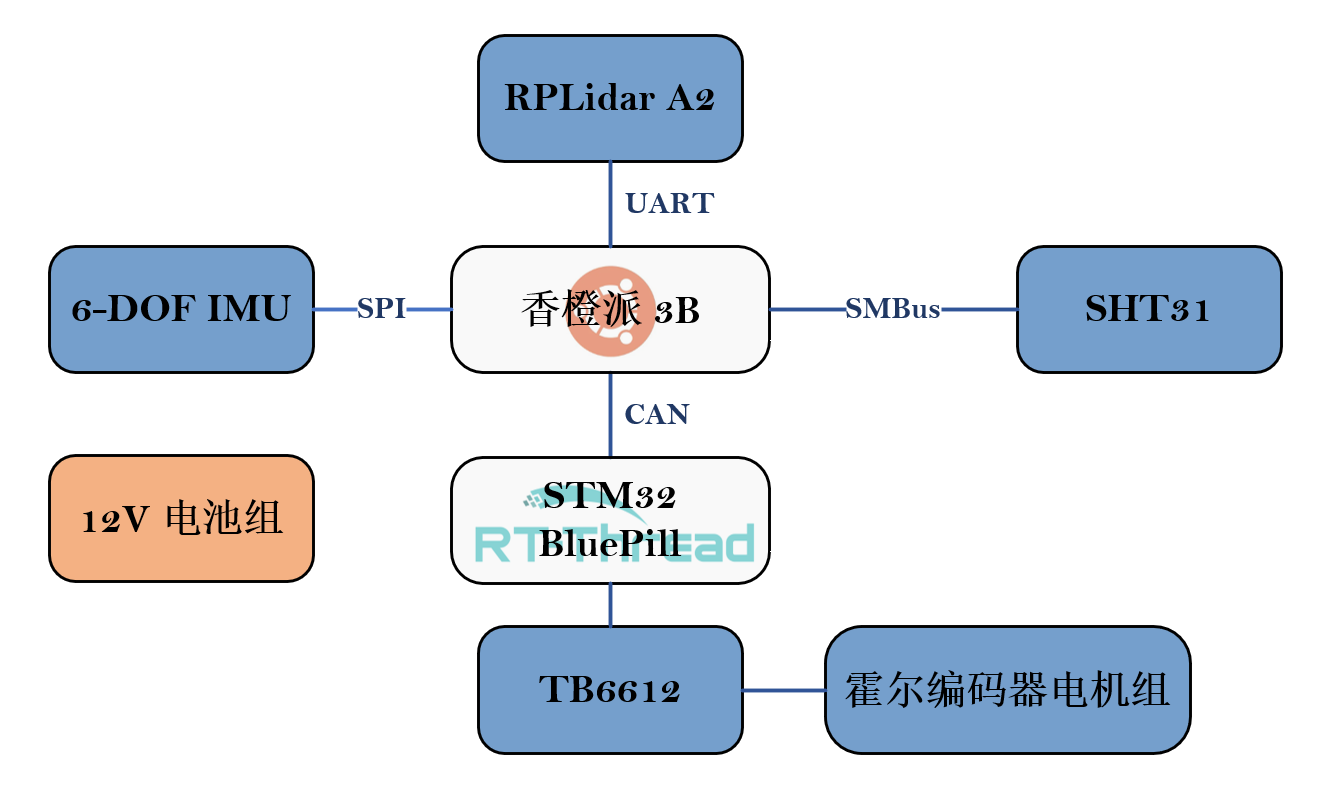 RPLidar A2
UART
6-DOF IMU
SPI
香橙派 3B
SMBus
SHT31
CAN
12V 电池组
STM32
BluePill
RT-Thread
TB6612
霍尔编码器电机组